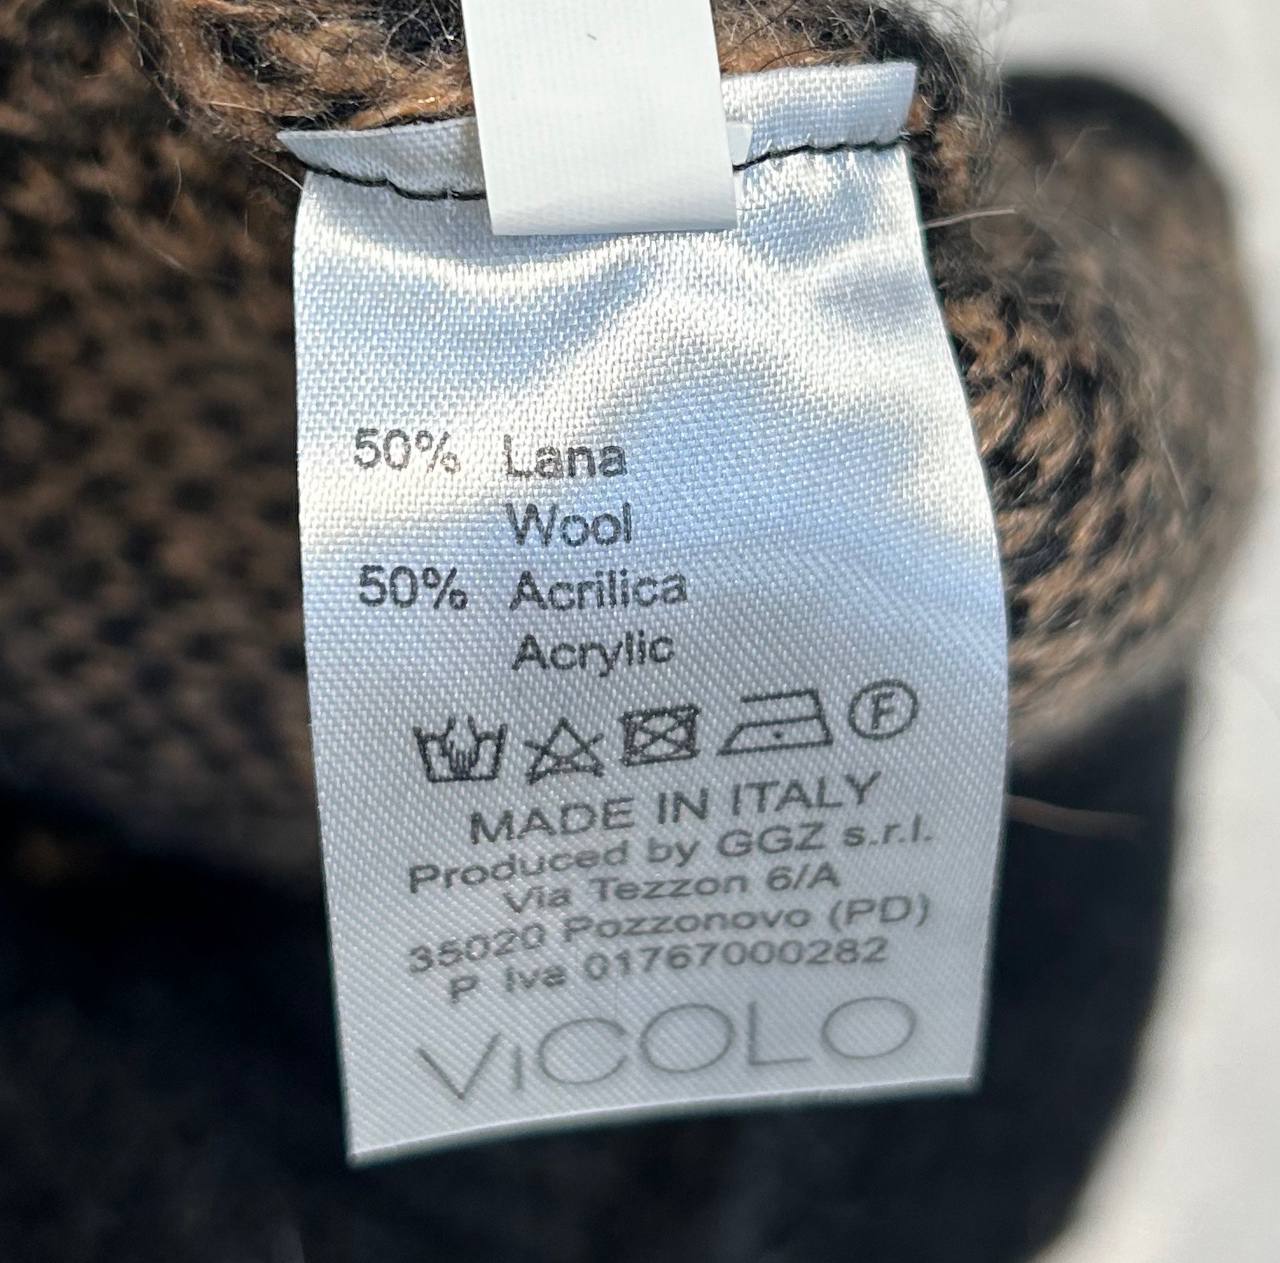 50% Lana
Wool
50% Acrilica
Acrylic
F
MADE IN ITALY
Produced by GGZ s.r.l.
Via Tezzon 6/A
35020 Pozzonovo (PD)
P Iva 01767000282
ViCOLO